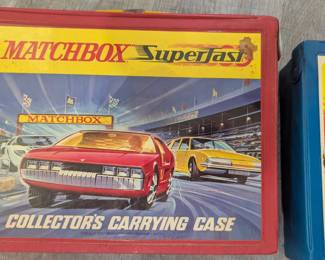 MATCHBOX Superfast
MATCHBOX
COLLECTOR'S CARRYING CASE